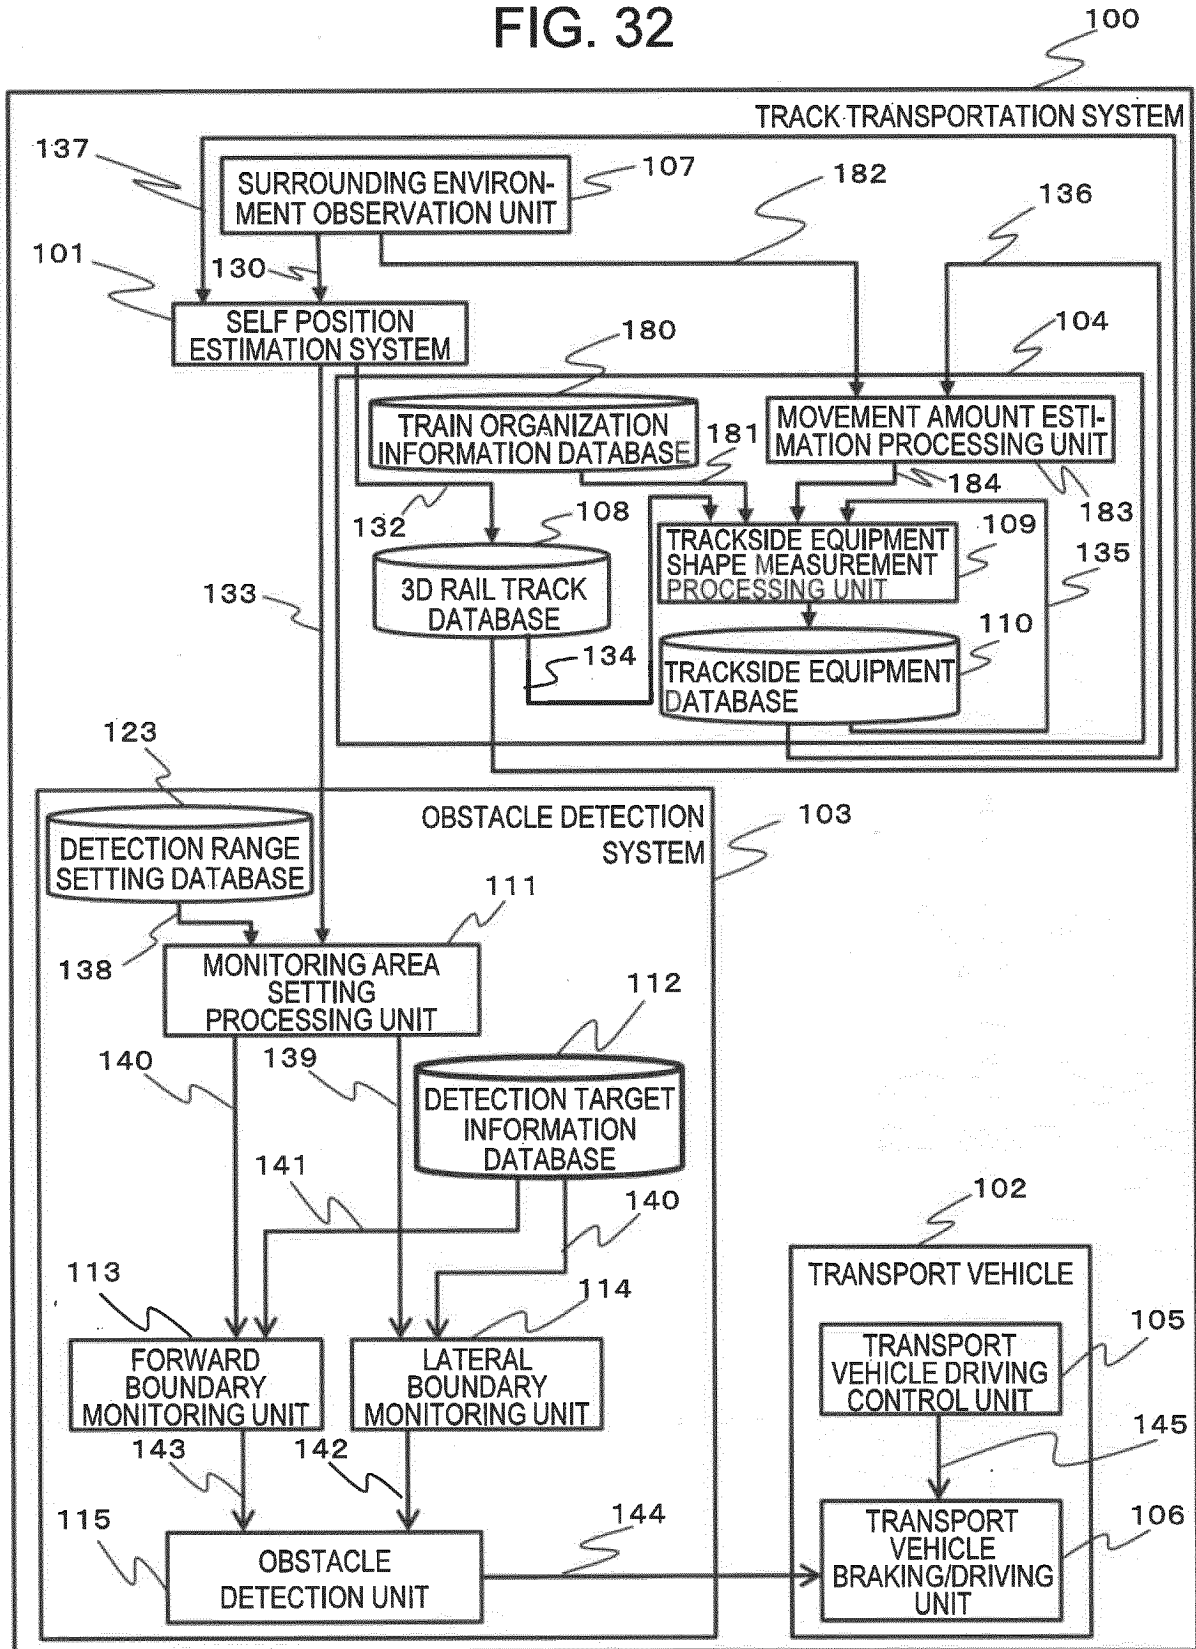 FIG. 32
100
TRACK TRANSPORTATION SYSTEM
137
SURROUNDING ENVIRON-
MENT OBSERVATION UNIT
107
182
136
101
130
SELF POSITION
ESTIMATION SYSTEM
180
104
TRAIN ORGANIZATION
INFORMATION DATABASE
181
MOVEMENT AMOUNT ESTI-
MATION PROCESSING UNIT
184
183
132
108
TRACKSIDE EQUIPMENT
SHAPE MEASUREMENT
PROCESSING UNIT
109
135
133
3D RAIL TRACK
DATABASE
134
110
TRACKSIDE EQUIPMENT
DATABASE
123
OBSTACLE DETECTION
SYSTEM
103
DETECTION RANGE
SETTING DATABASE
138
111
MONITORING AREA
SETTING
PROCESSING UNIT
112
140
139
DETECTION TARGET
INFORMATION
DATABASE
141
140
102
TRANSPORT VEHICLE
113
114
105
FORWARD
BOUNDARY
MONITORING UNIT
LATERAL
BOUNDARY
MONITORING UNIT
TRANSPORT
VEHICLE DRIVING
CONTROL UNIT
143
142
145
115
144
106
OBSTACLE
DETECTION UNIT
TRANSPORT
VEHICLE
BRAKING/DRIVING
UNIT